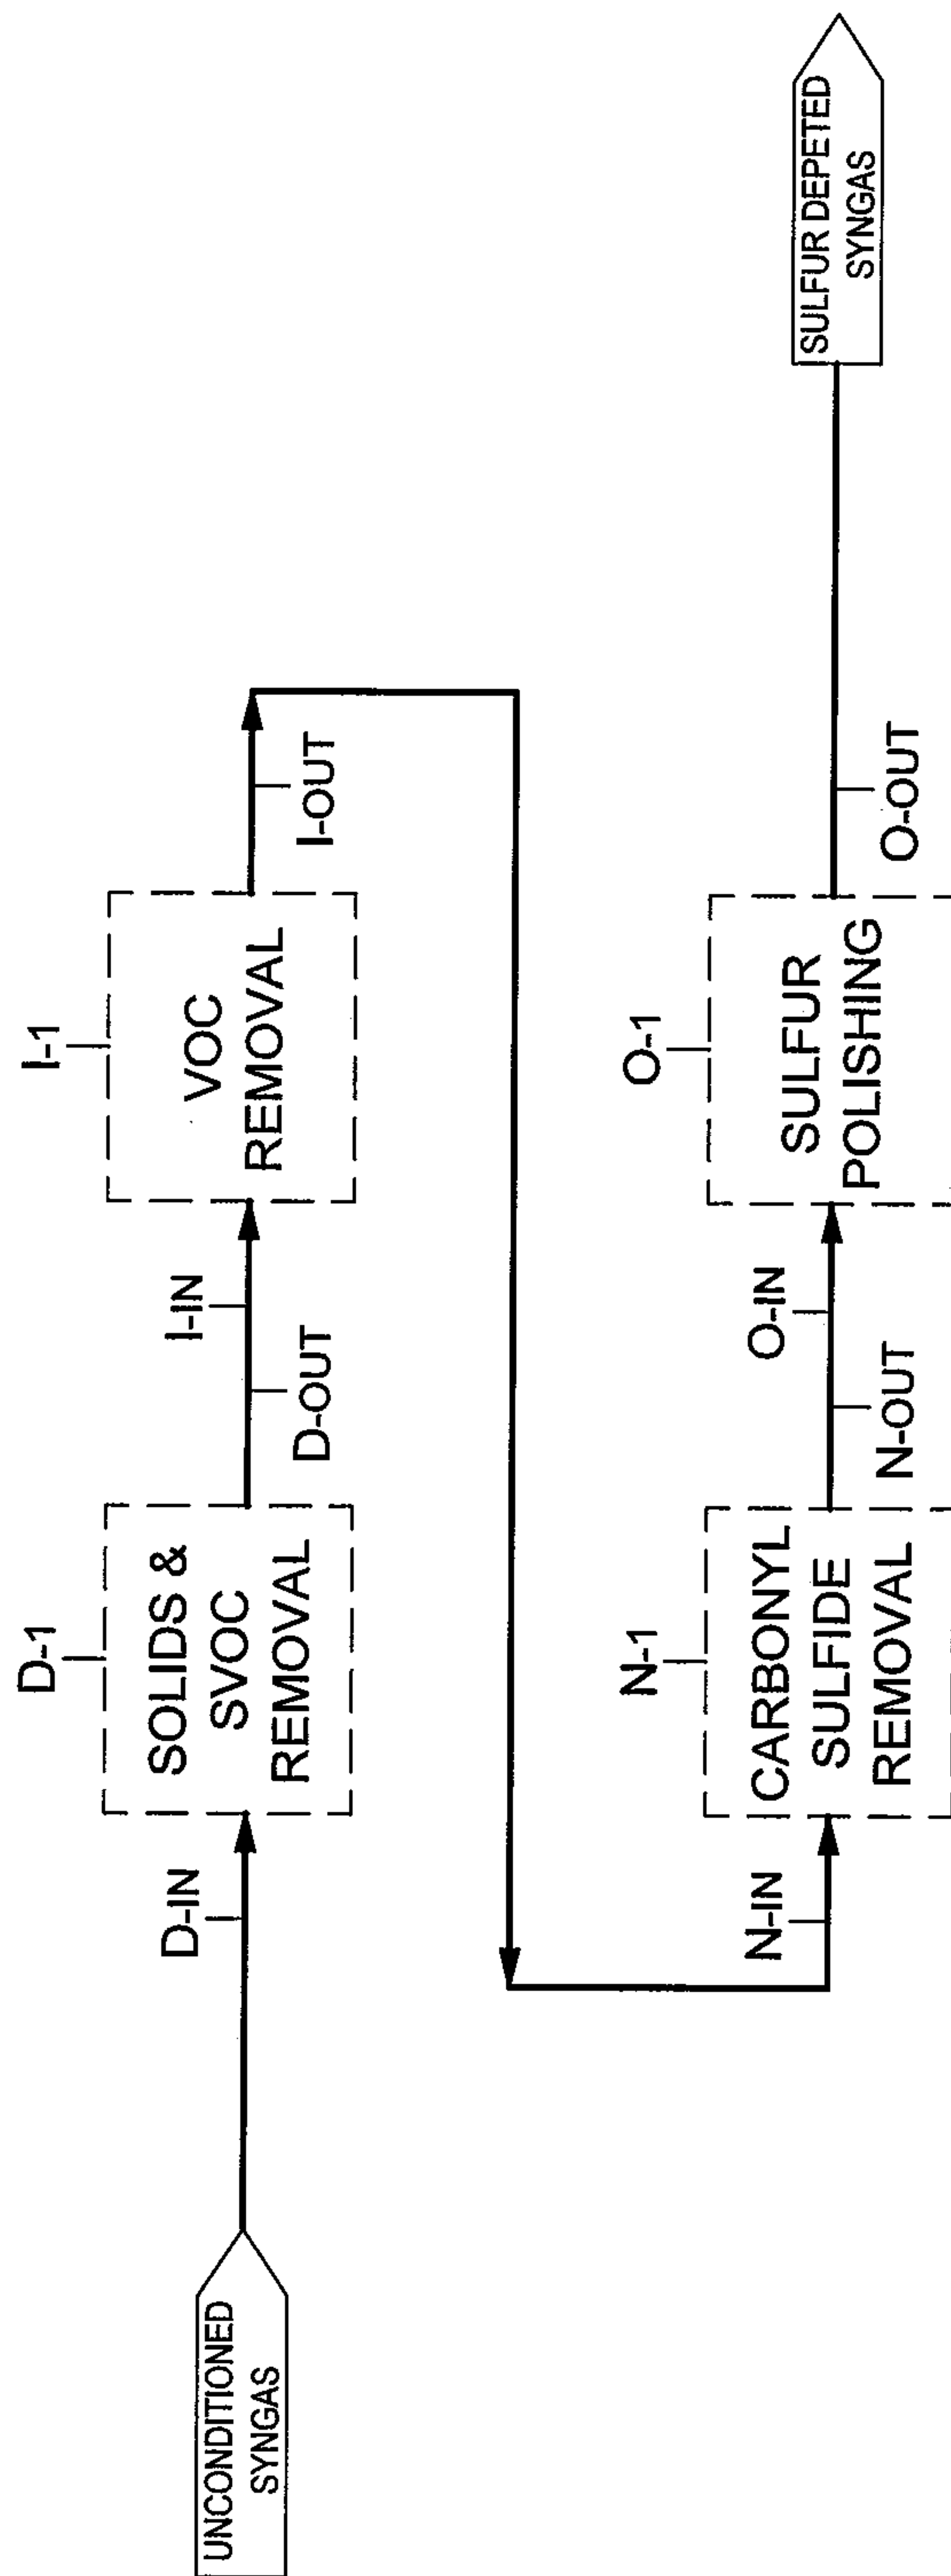 UNCONDITIONED
SYNGAS
D-IN
D-1
SOLIDS &
SVOC
REMOVAL
D-OUT
I-IN
I-1
VOC
REMOVAL
I-OUT
N-IN
N-1
CARBONYL
SULFIDE
REMOVAL
N-OUT
O-IN
O-1
SULFUR
POLISHING
O-OUT
SULFUR DEPETED
SYNGAS